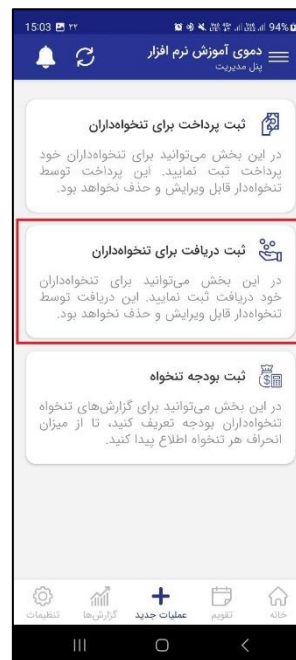 15:03 ۲۲ 94%
دموی آموزش نرم افزار
پنل مدیریت
ثبت پرداخت برای تنخواه‌داران
در این بخش می‌توانید برای تنخواه‌داران خود
پرداخت ثبت نمایید. این پرداخت توسط
تنخواه‌دار قابل ویرایش و حذف نخواهد بود.
ثبت دریافت برای تنخواه‌داران
در این بخش می‌توانید برای تنخواه‌داران
خود دریافت ثبت نمایید. این دریافت توسط
تنخواه‌دار قابل ویرایش و حذف نخواهد بود.
ثبت بودجه تنخواه
در این بخش می‌توانید برای گزارش‌های تنخواه
تنخواه‌داران بودجه تعریف کنید، تا از میزان
انحراف هر تنخواه اطلاع پیدا کنید.
خانه تقویم عملیات جدید گزارش‌ها تنظیمات